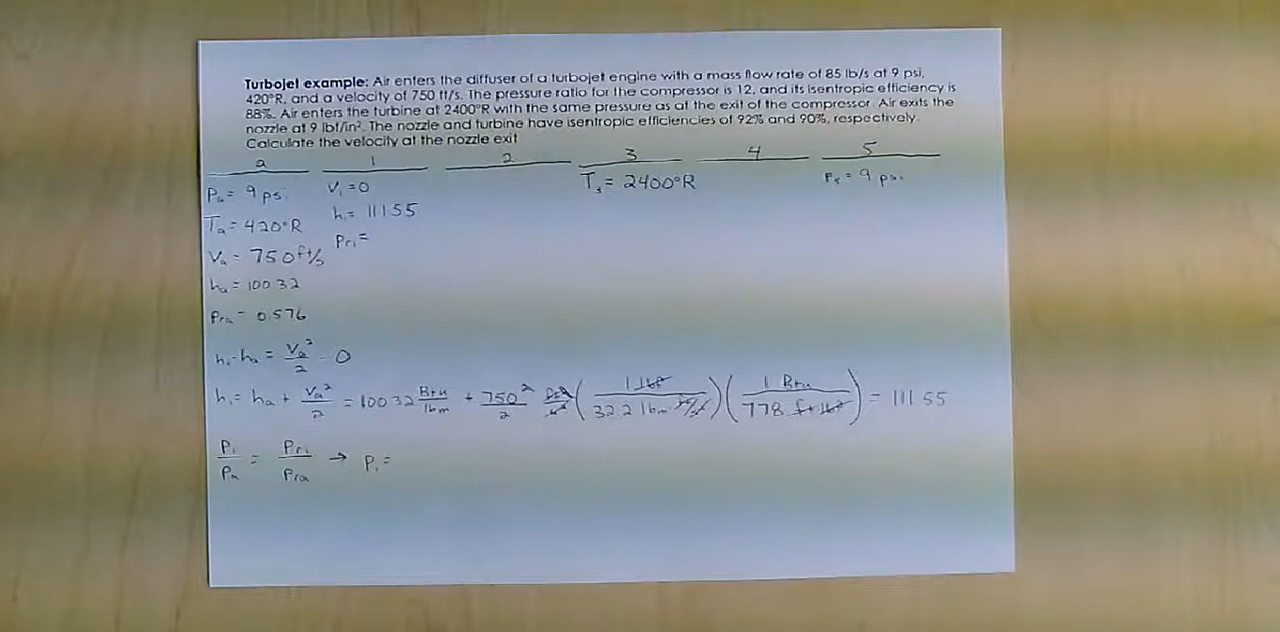 Turbojet example: Air enters the diffuser of a turbojet engine with a mass flow rate of 85 lb/s at 9 psi,
420°R, and a velocity of 750 ft/s. The pressure ratio for the compressor is 12, and its isentropic efficiency is
88%. Air enters the turbine at 2400°R with the same pressure as at the exit of the compressor. Air exits the
nozzle at 9 lbf/in². The nozzle and turbine have isentropic efficiencies of 92% and 90%, respectively.
Calculate the velocity at the nozzle exit
a 1 2 3 4 5
Pa = 9 psi V₁ = 0 T₃ = 2400°R P₅ = 9 psi
Ta = 420°R h₁ = 111.55
Va = 750 ft/s Pr₁ =
ha = 100.32
Pra = 0.576
h₁-ha = Va²/2 - 0
h₁ = ha + Va²/2 = 100.32 Btu/lbm + 750²/2 ft²/s² (1 lbf / 32.2 lbm ft/s²) (1 Btu / 778 ft lbf) = 111.55
P₁/Pa = Pr₁/Pra → P₁ =